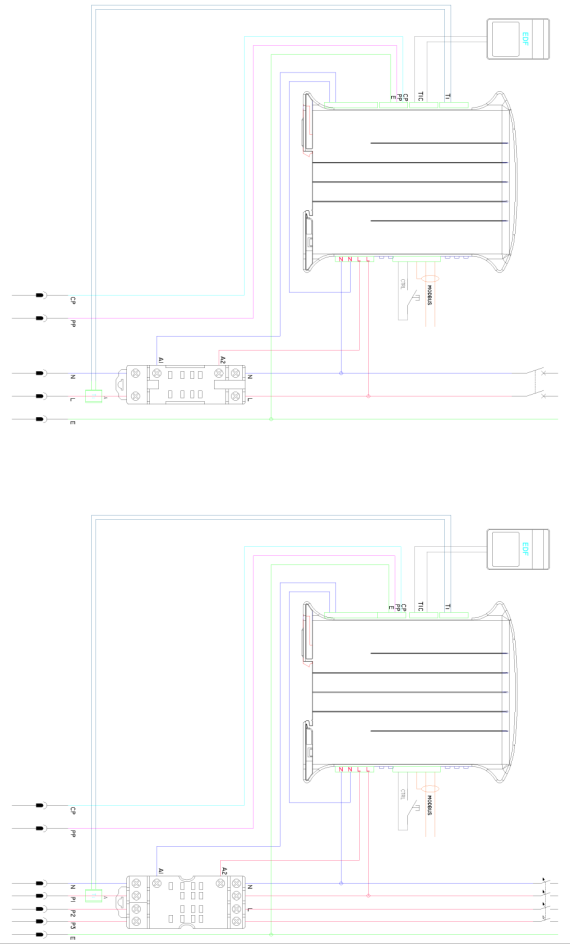 EDF
E
PP
CP
TIC
TI
N
N
L
L
CTRL
MODBUS
CP
PP
A1
A2
N
N
L
L
E
EDF
E
PP
CP
TIC
TI
N
N
L
L
CTRL
MODBUS
CP
PP
A1
A2
N
N
P1
P2
L
P3
E